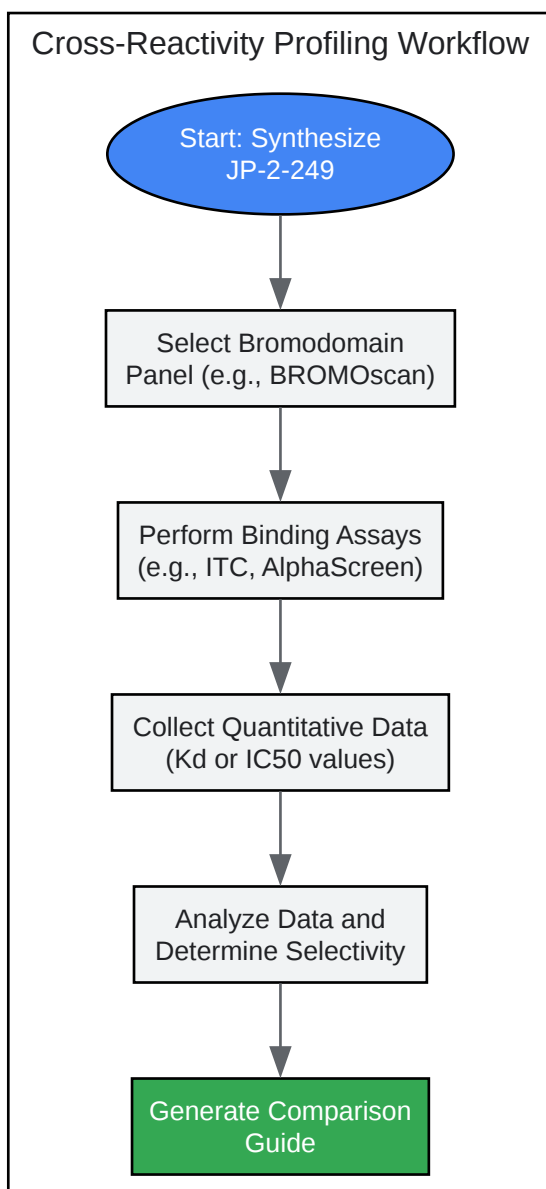 Cross-Reactivity Profiling Workflow
Start: Synthesize
JP-2-249
Select Bromodomain
Panel (e.g., BROMOscan)
Perform Binding Assays
(e.g., ITC, AlphaScreen)
Collect Quantitative Data
(Kd or IC50 values)
Analyze Data and
Determine Selectivity
Generate Comparison
Guide